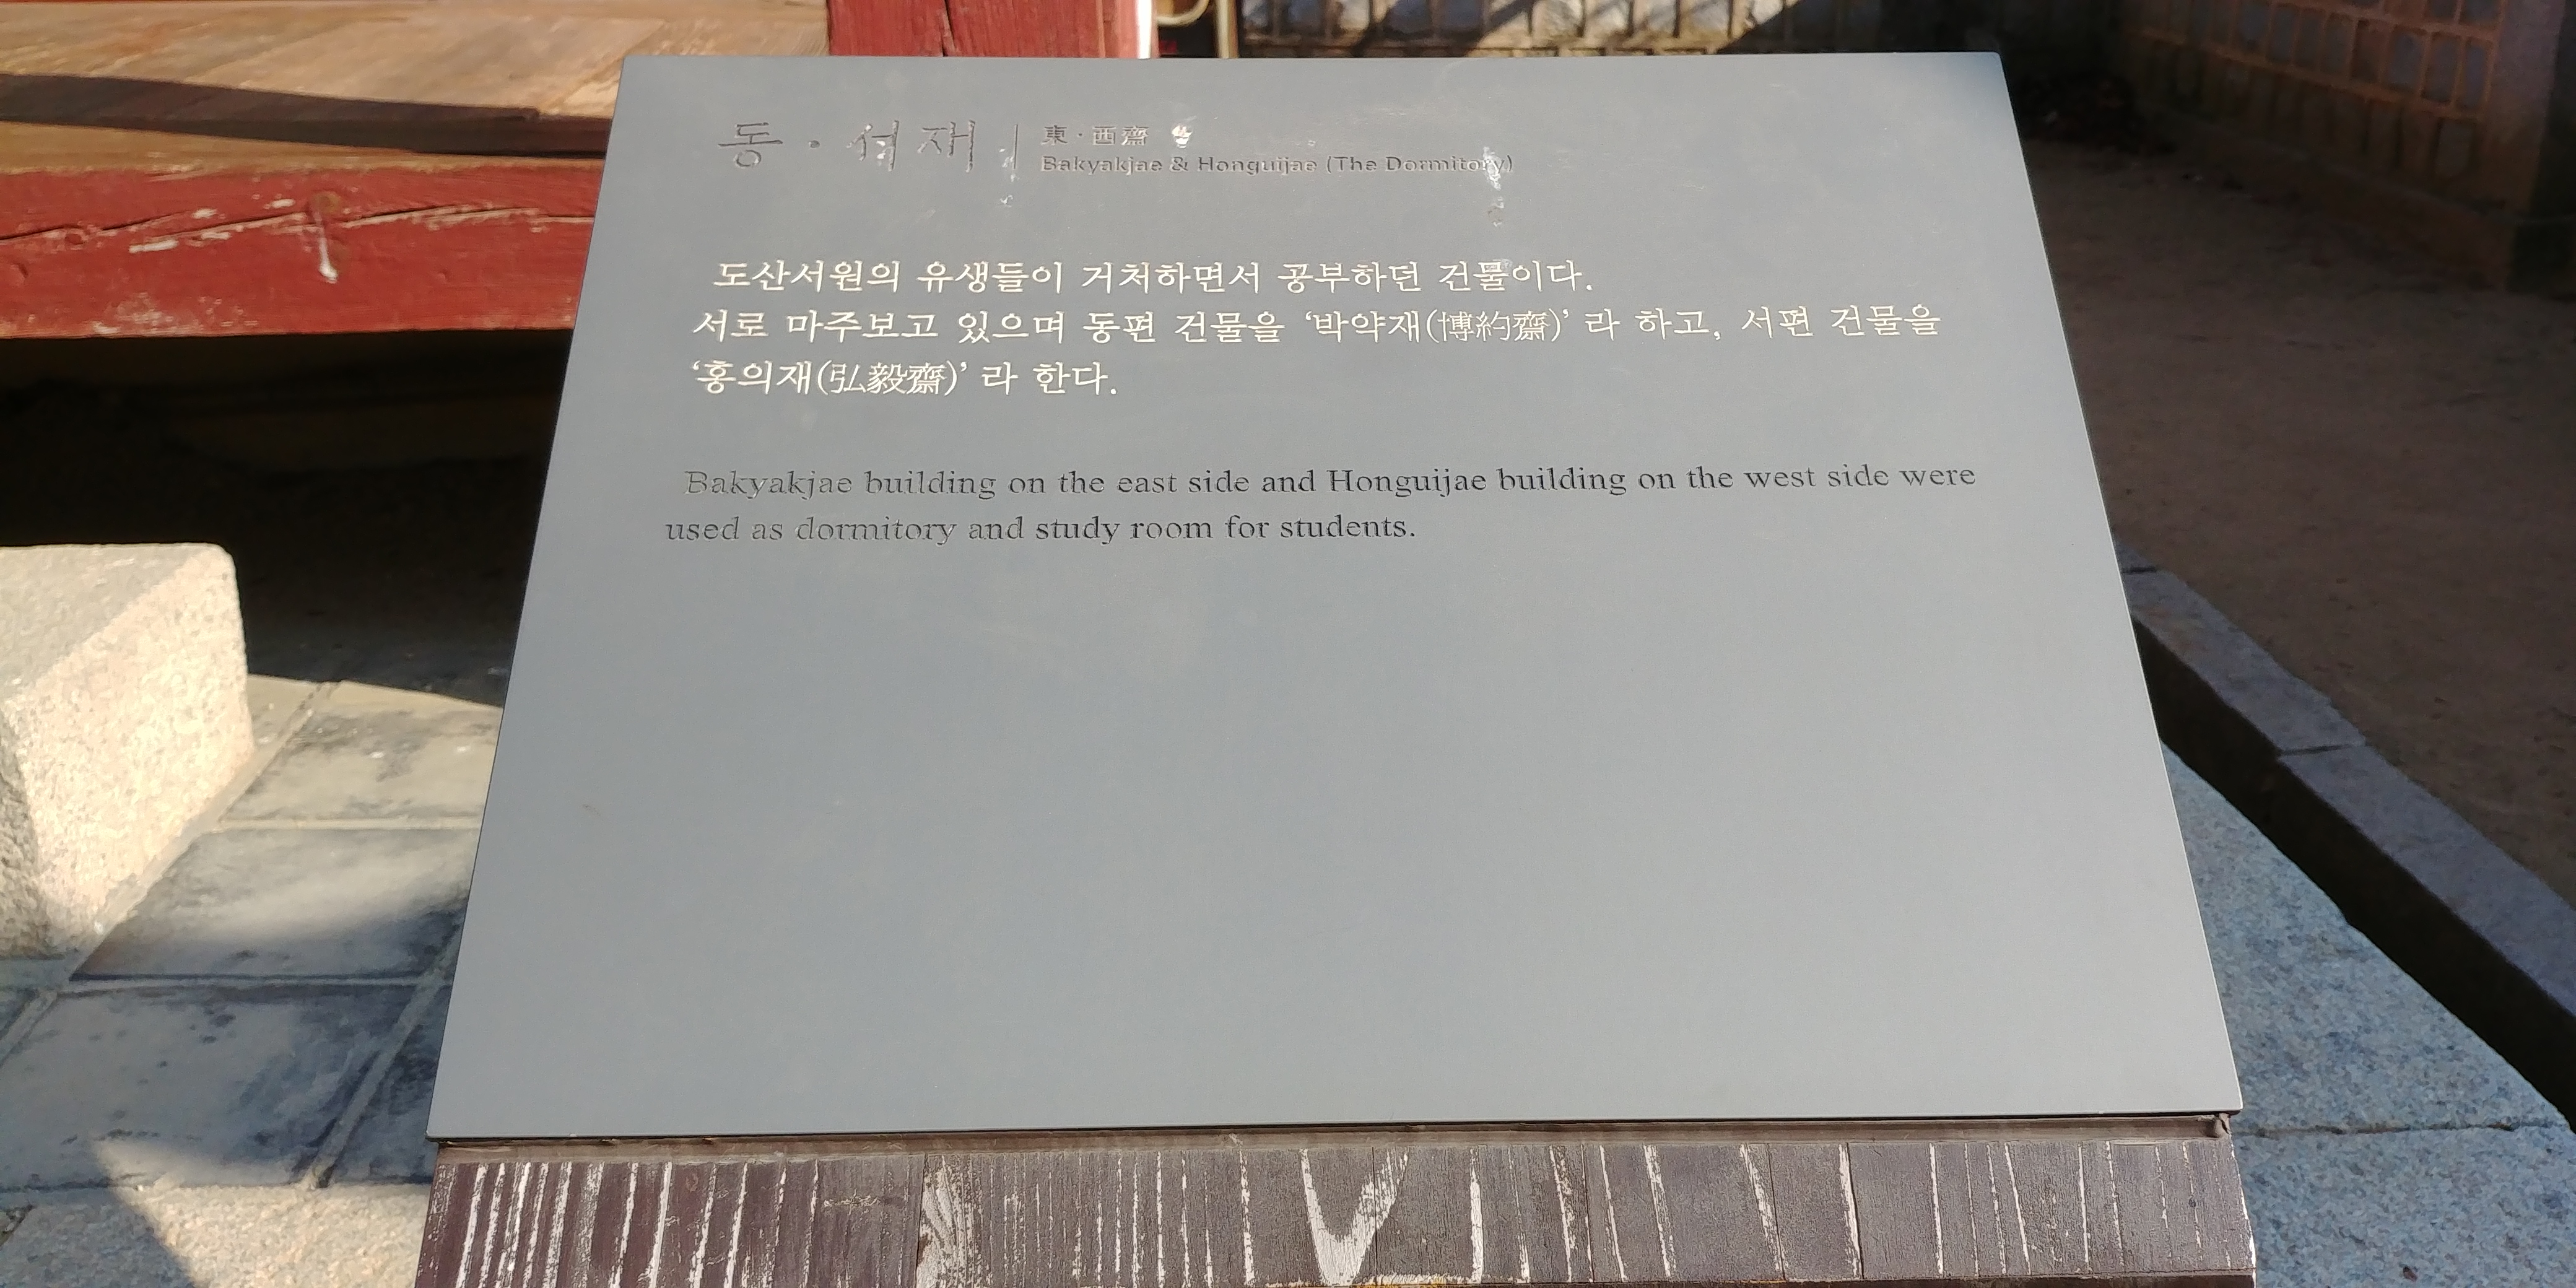 동 · 서재 | 東 · 西齋
Bakyakjae & Honguijae (The Dormitory)
도산서원의 유생들이 거처하면서 공부하던 건물이다.
서로 마주보고 있으며 동편 건물을 ‘박약재(博約齋)’ 라 하고, 서편 건물을
‘홍의재(弘毅齋)’ 라 한다.
Bakyakjae building on the east side and Honguijae building on the west side were
used as dormitory and study room for students.